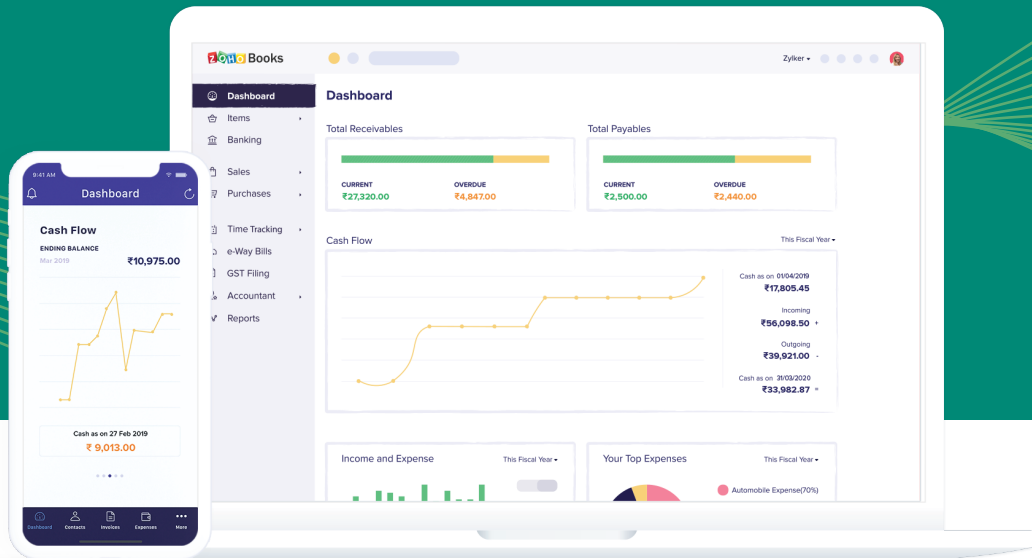 ZOHO Books
Zylker
Dashboard
Items
Banking
Sales
Purchases
Time Tracking
e-Way Bills
GST Filing
Accountant
Reports
Dashboard
Total Receivables
CURRENT OVERDUE
₹27,320.00 ₹4,847.00
Total Payables
CURRENT OVERDUE
₹2,500.00 ₹2,440.00
Cash Flow This Fiscal Year
Cash as on 01/04/2019
₹17,805.45
Incoming
₹56,098.50 +
Outgoing
₹39,921.00 -
Cash as on 31/03/2020
₹33,982.87 =
Income and Expense This Fiscal Year
Your Top Expenses This Fiscal Year
Automobile Expense(70%)
9:41 AM
Dashboard
Cash Flow
ENDING BALANCE
Mar 2019 ₹10,975.00
Cash as on 27 Feb 2019
₹ 9,013.00
Dashboard Contacts Invoices Expenses More